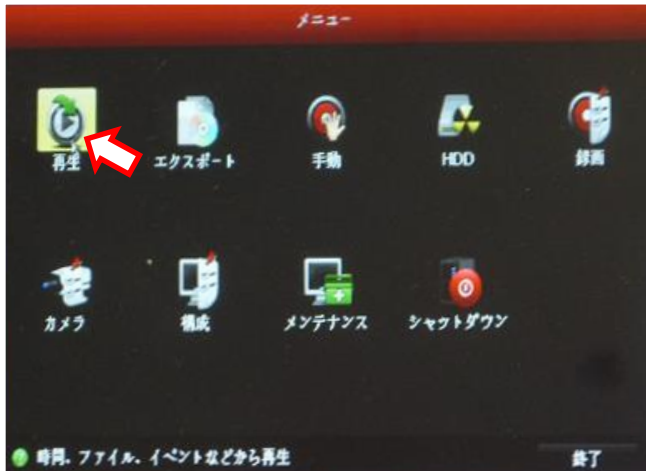 メニュー
再生 エクスポート 手動 HDD 録画
カメラ 構成 メンテナンス シャットダウン
時間、ファイル、イベントなどから再生 終了